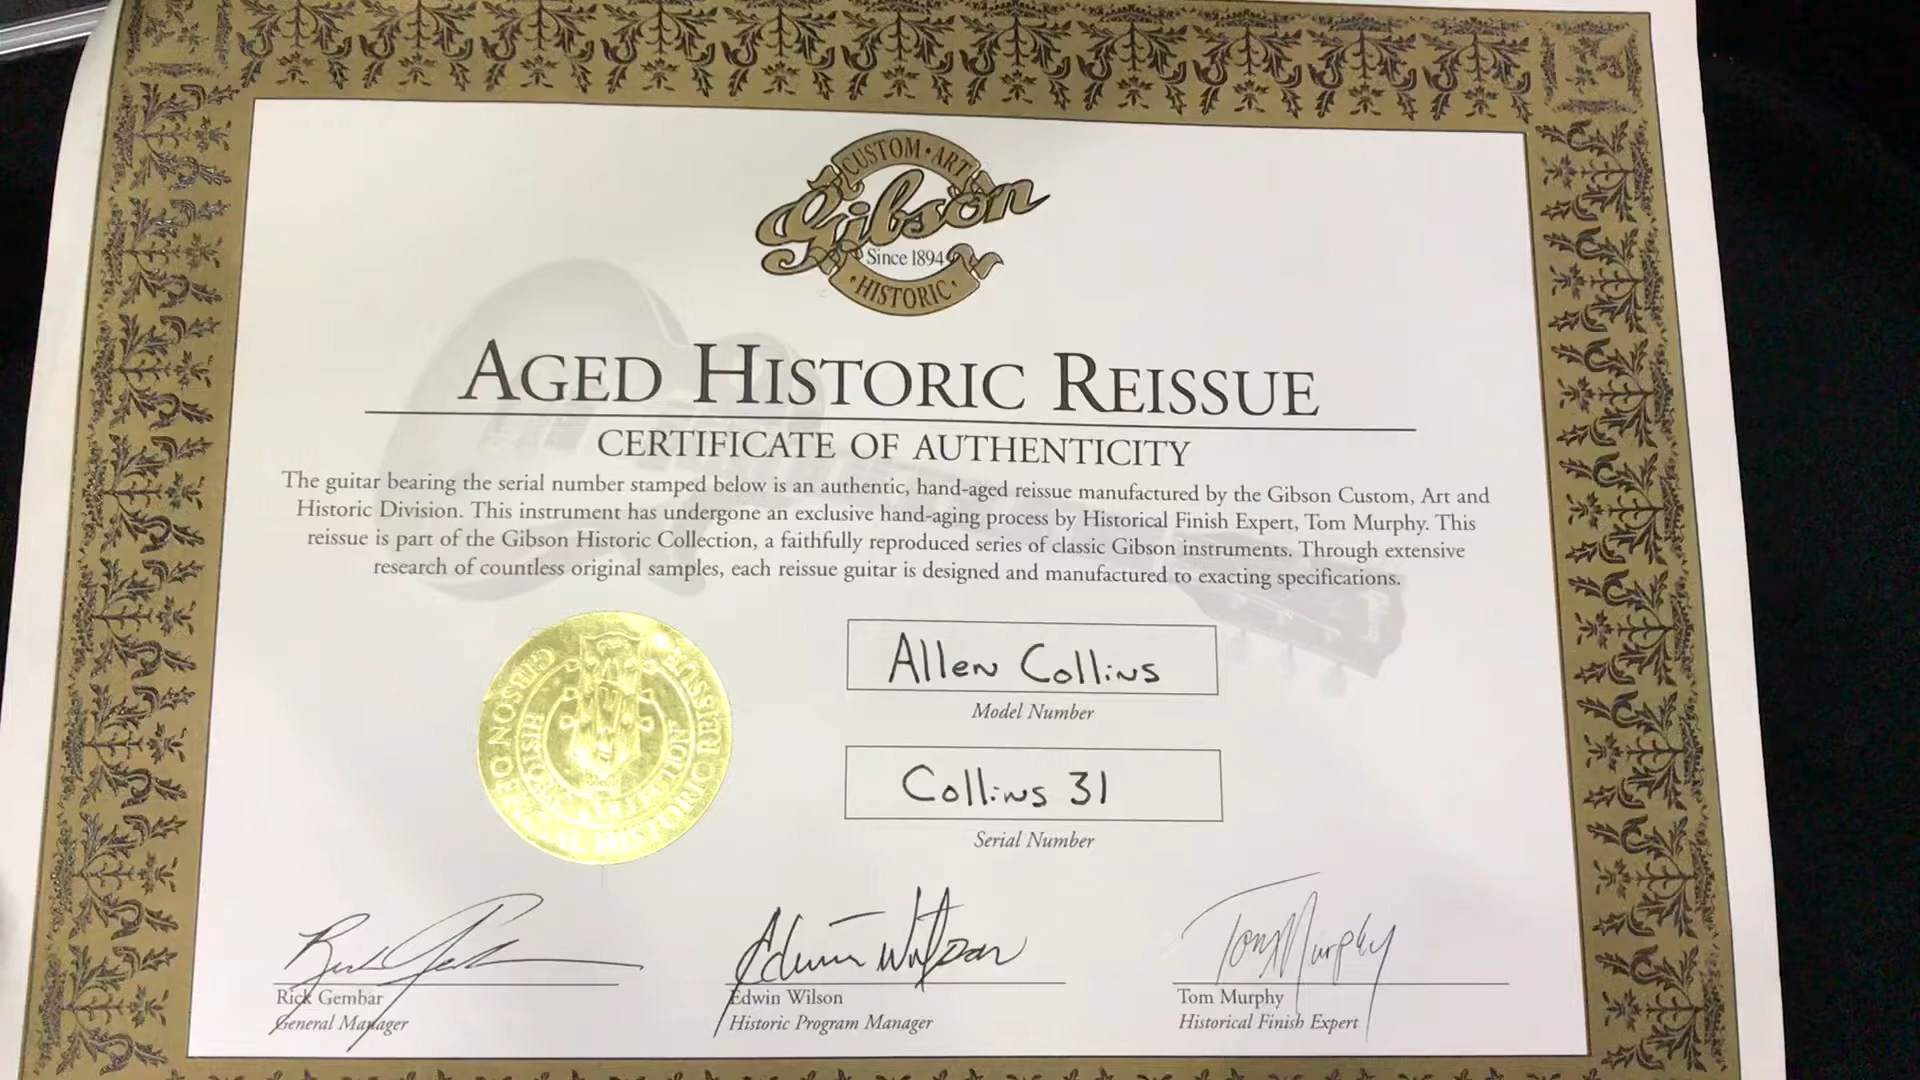 CUSTOM • ART
Gibson
Since 1894
• HISTORIC •
AGED HISTORIC REISSUE
CERTIFICATE OF AUTHENTICITY
The guitar bearing the serial number stamped below is an authentic, hand-aged reissue manufactured by the Gibson Custom, Art and
Historic Division. This instrument has undergone an exclusive hand-aging process by Historical Finish Expert, Tom Murphy. This
reissue is part of the Gibson Historic Collection, a faithfully reproduced series of classic Gibson instruments. Through extensive
research of countless original samples, each reissue guitar is designed and manufactured to exacting specifications.
Allen Collins
Model Number
Collins 31
Serial Number
Edwin Wilson
Tom Murphy
Rick Gembar
General Manager
Edwin Wilson
Historic Program Manager
Tom Murphy
Historical Finish Expert